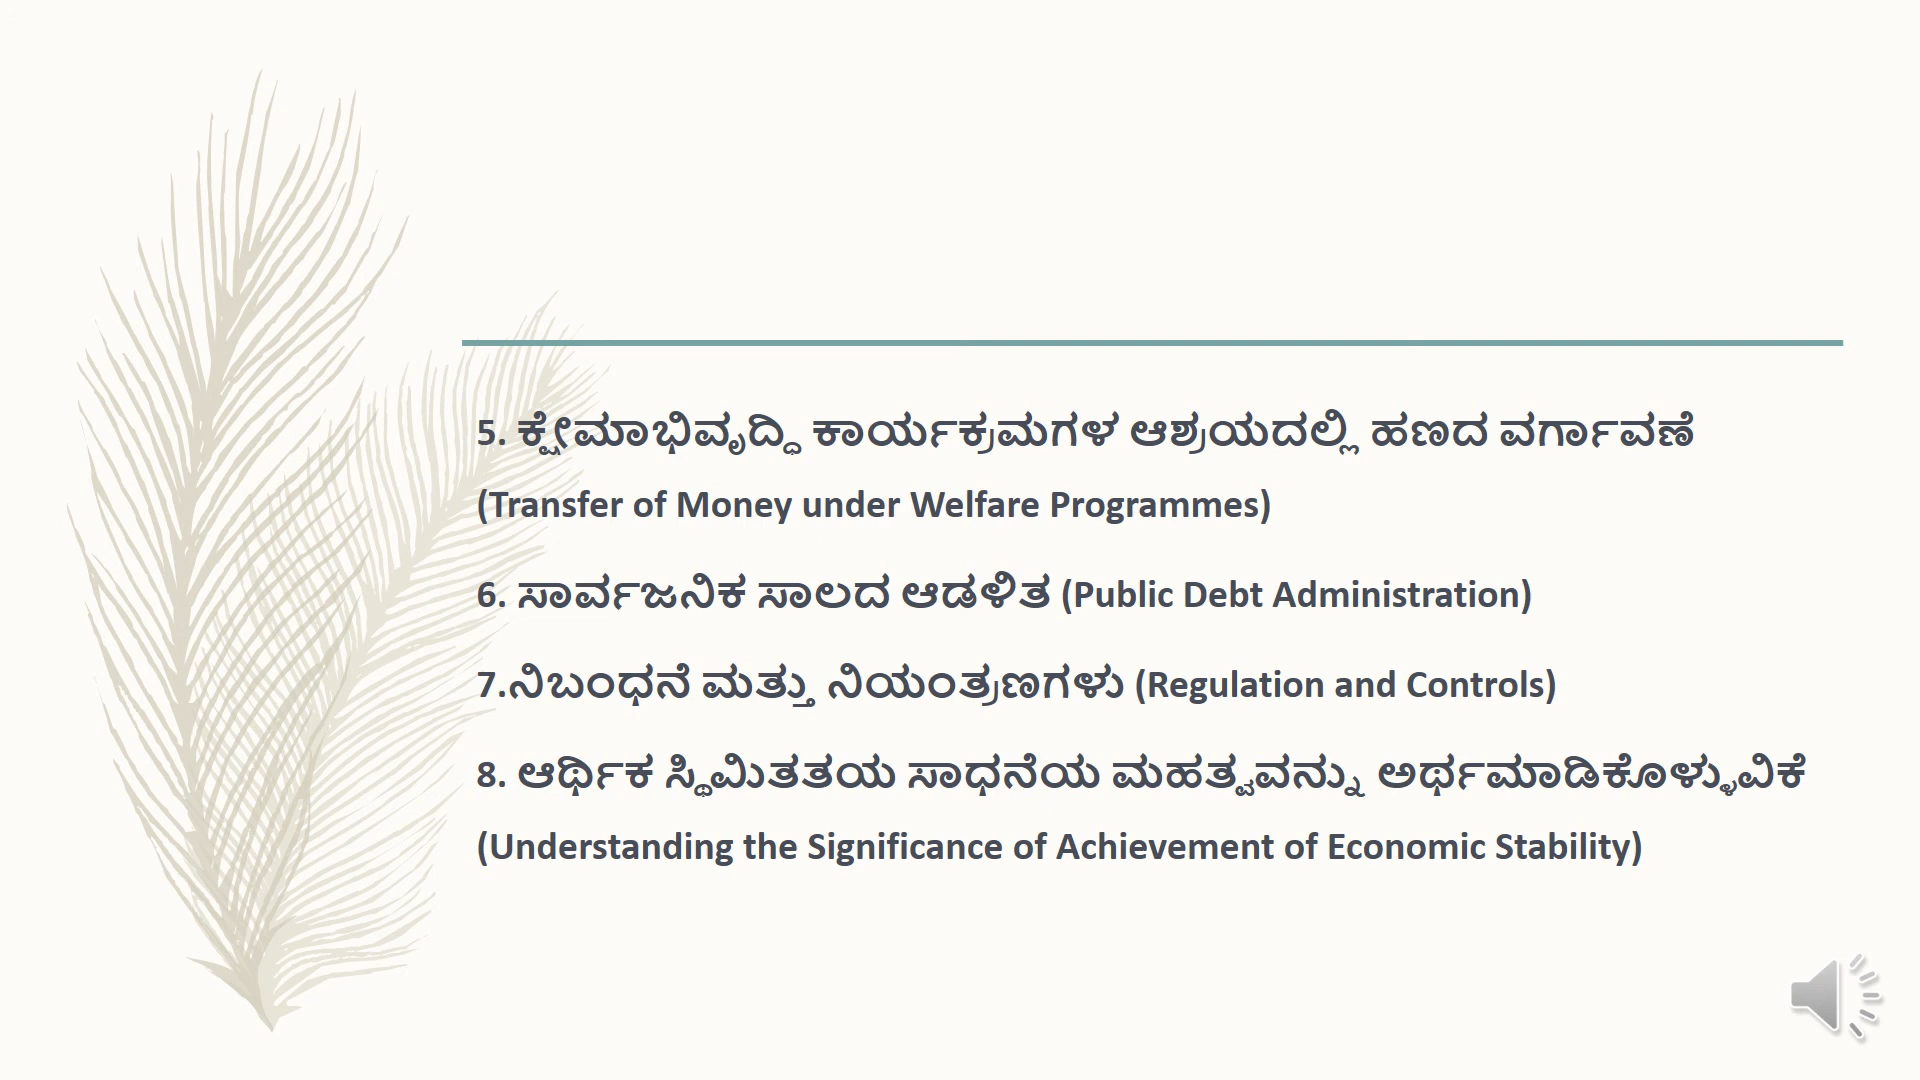 5. ಕ್ಷೇಮಾಭಿವೃದ್ಧಿ ಕಾರ್ಯಕ್ರಮಗಳ ಆಶ್ರಯದಲ್ಲಿ ಹಣದ ವರ್ಗಾವಣೆ
(Transfer of Money under Welfare Programmes)
6. ಸಾರ್ವಜನಿಕ ಸಾಲದ ಆಡಳಿತ (Public Debt Administration)
7.ನಿಬಂಧನೆ ಮತ್ತು ನಿಯಂತ್ರಣಗಳು (Regulation and Controls)
8. ಆರ್ಥಿಕ ಸ್ಥಿಮಿತತಯ ಸಾಧನೆಯ ಮಹತ್ವವನ್ನು ಅರ್ಥಮಾಡಿಕೊಳ್ಳುವಿಕೆ
(Understanding the Significance of Achievement of Economic Stability)